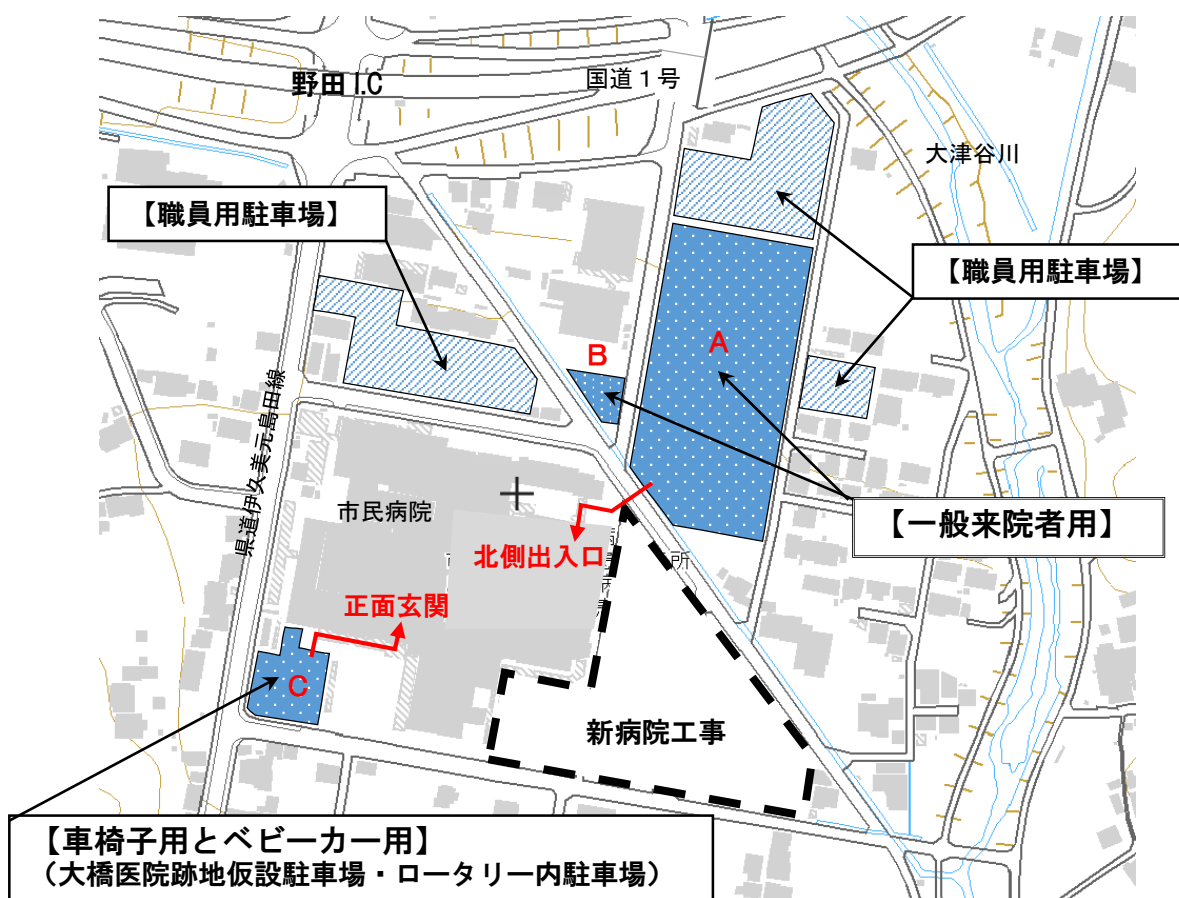 国道１号
野田 I.C
大津谷川
【職員用駐車場】
【職員用駐車場】
B
A
県道伊久美元島田線
市民病院
【一般来院者用】
北側出入口
所
正面玄関
C
新病院工事
【車椅子用とベビーカー用】
（大橋医院跡地仮設駐車場・ロータリー内駐車場）